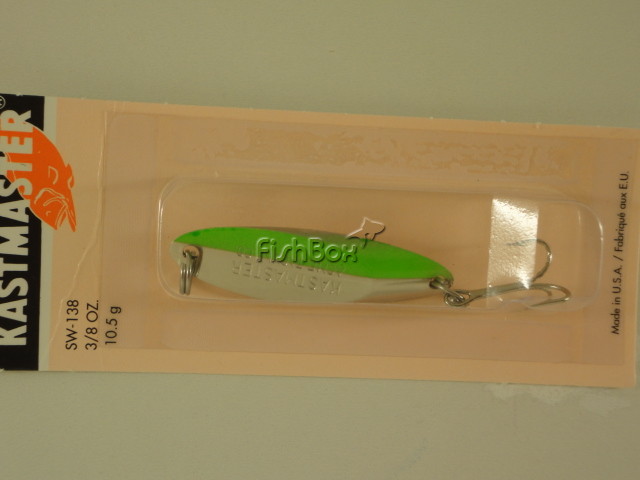 KASTMASTER®
SW-138
3/8 OZ.
10.5 g
FishBox
KASTMASTER
Made in U.S.A. / Fabriqué aux E.U.